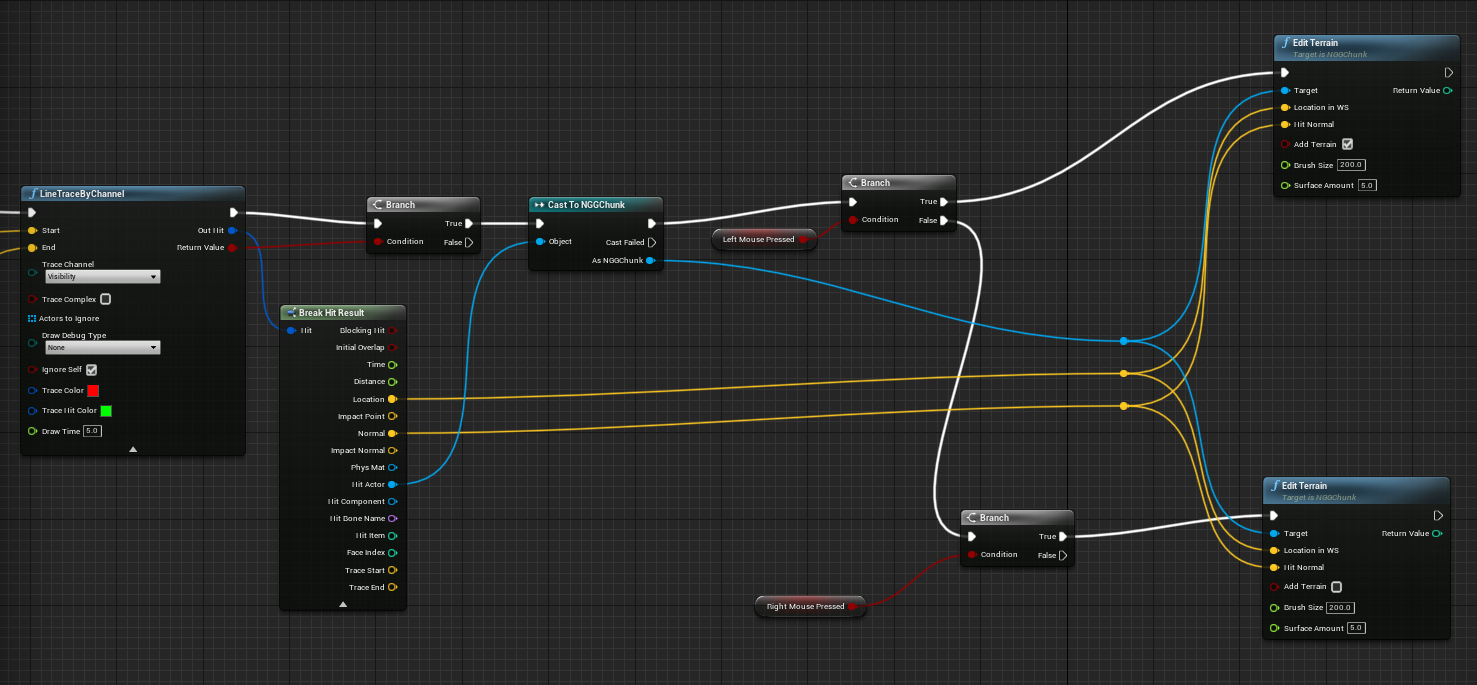 LineTraceByChannel
Start
Out Hit
End
Return Value
Trace Channel
Visibility
Trace Complex
Actors to Ignore
Draw Debug Type
None
Ignore Self
Trace Color
Trace Hit Color
Draw Time 5.0
Break Hit Result
Hit
Blocking Hit
Initial Overlap
Time
Distance
Location
Impact Point
Normal
Impact Normal
Phys Mat
Hit Actor
Hit Component
Hit Bone Name
Hit Item
Face Index
Trace Start
Trace End
Branch
True
Condition
False
Cast To NGGChunk
Object
Cast Failed
As NGGChunk
Left Mouse Pressed
Branch
True
Condition
False
Edit Terrain
Target is NGGChunk
Target
Return Value
Location in WS
Hit Normal
Add Terrain
Brush Size 200.0
Surface Amount 5.0
Right Mouse Pressed
Branch
True
Condition
False
Edit Terrain
Target is NGGChunk
Target
Return Value
Location in WS
Hit Normal
Add Terrain
Brush Size 200.0
Surface Amount 5.0